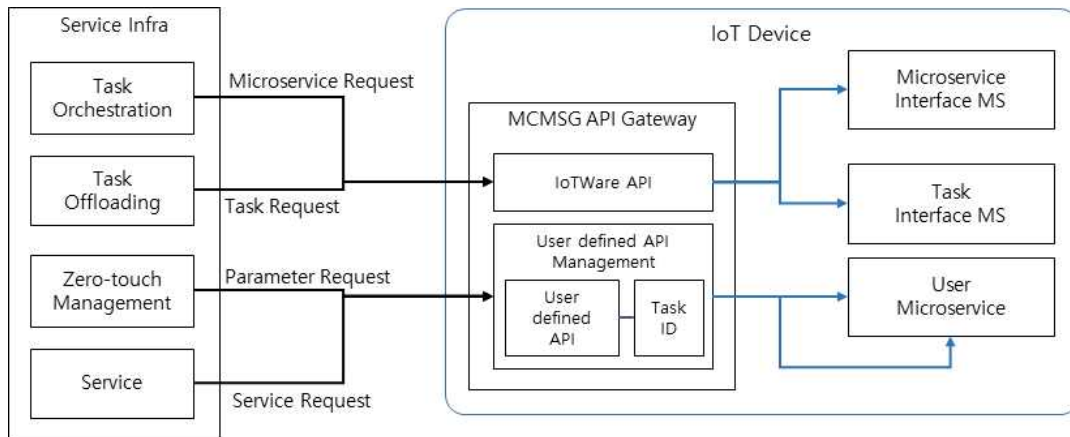 Service Infra
Task
Orchestration
Task
Offloading
Zero-touch
Management
Service
Microservice Request
Task Request
Parameter Request
Service Request
IoT Device
MCMSG API Gateway
IoTWare API
User defined API
Management
User
defined
API
Task
ID
Microservice
Interface MS
Task
Interface MS
User
Microservice